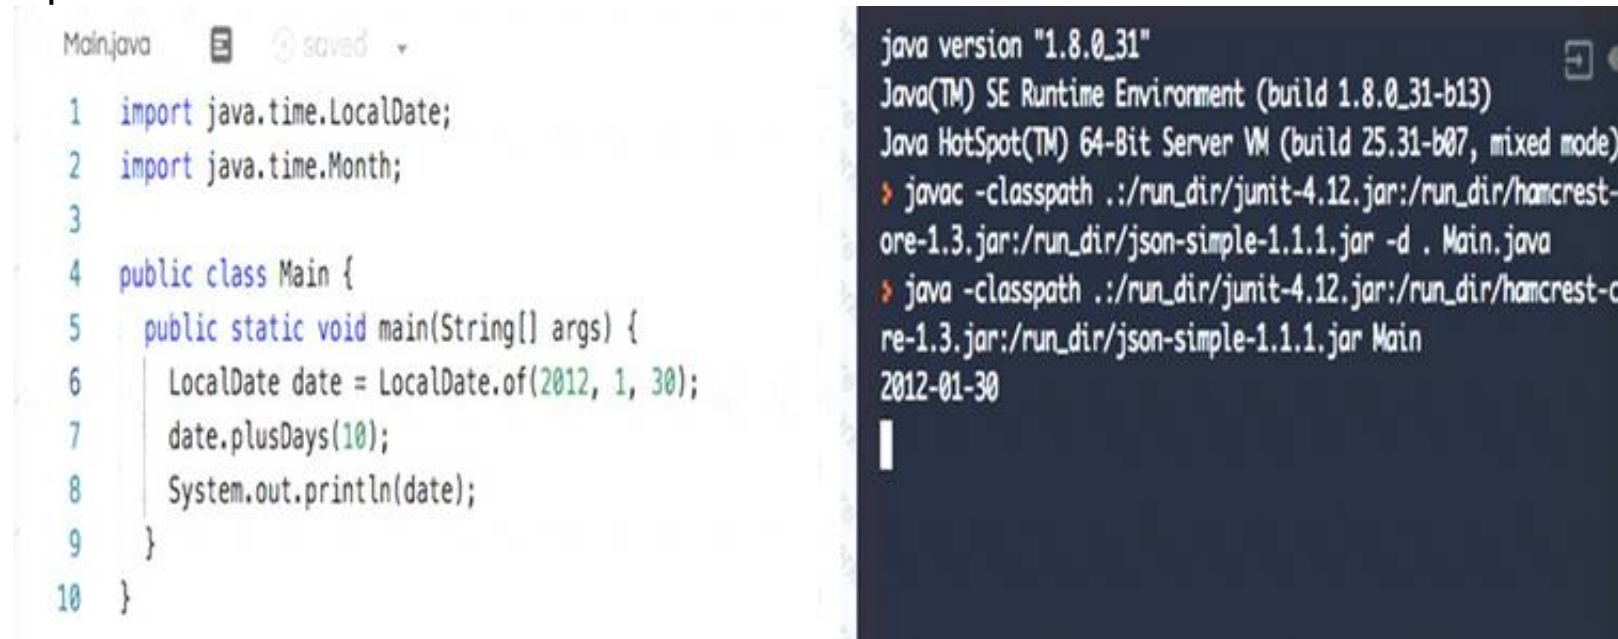 Main.java saved
1 import java.time.LocalDate;
2 import java.time.Month;
3
4 public class Main {
5 public static void main(String[] args) {
6 LocalDate date = LocalDate.of(2012, 1, 30);
7 date.plusDays(10);
8 System.out.println(date);
9 }
10 }
java version "1.8.0_31"
Java(TM) SE Runtime Environment (build 1.8.0_31-b13)
Java HotSpot(TM) 64-Bit Server VM (build 25.31-b07, mixed mode)
> javac -classpath .:/run_dir/junit-4.12.jar:/run_dir/hamcrest-
ore-1.3.jar:/run_dir/json-simple-1.1.1.jar -d . Main.java
> java -classpath .:/run_dir/junit-4.12.jar:/run_dir/hamcrest-c
re-1.3.jar:/run_dir/json-simple-1.1.1.jar Main
2012-01-30